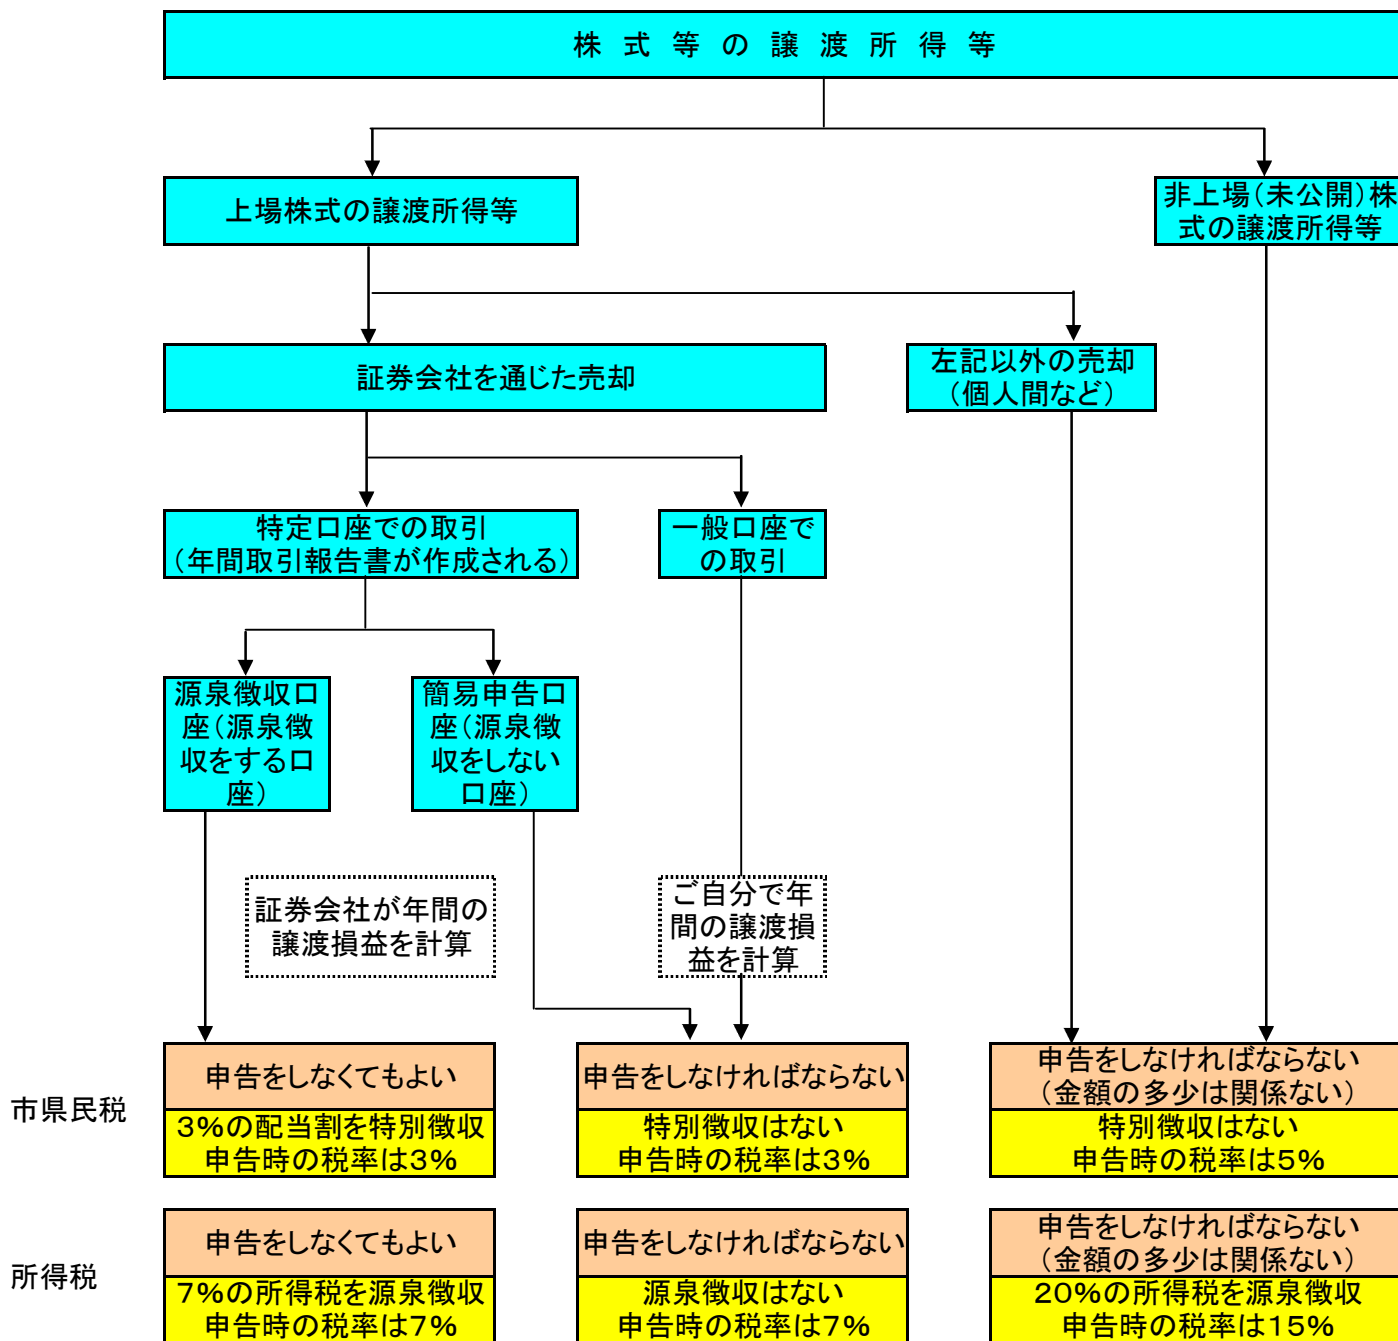 株式等の譲渡所得等
上場株式の譲渡所得等
非上場(未公開)株
式の譲渡所得等
証券会社を通じた売却
左記以外の売却
(個人間など)
特定口座での取引
(年間取引報告書が作成される)
一般口座で
の取引
源泉徴収口
座(源泉徴
収をする口
座)
簡易申告口
座(源泉徴
収をしない
口座)
証券会社が年間の
譲渡損益を計算
ご自分で年
間の譲渡損
益を計算
市県民税
申告をしなくてもよい
3%の配当割を特別徴収
申告時の税率は3%
申告をしなければならない
特別徴収はない
申告時の税率は3%
申告をしなければならない
(金額の多少は関係ない)
特別徴収はない
申告時の税率は5%
所得税
申告をしなくてもよい
7%の所得税を源泉徴収
申告時の税率は7%
申告をしなければならない
源泉徴収はない
申告時の税率は7%
申告をしなければならない
(金額の多少は関係ない)
20%の所得税を源泉徴収
申告時の税率は15%